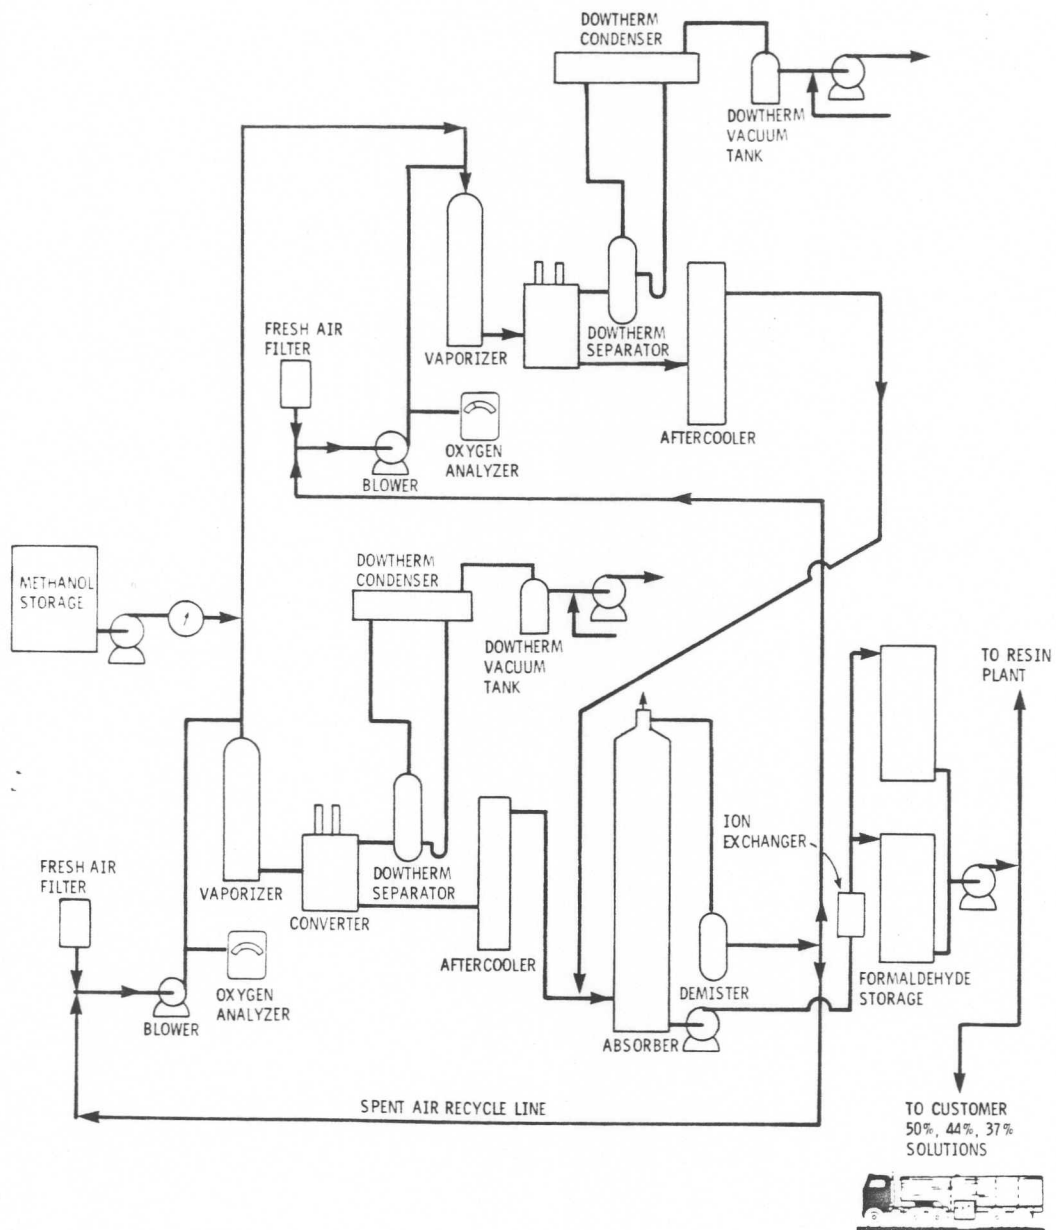 DOWTHERM
CONDENSER
DOWTHERM
VACUUM
TANK
FRESH AIR
FILTER
VAPORIZER
DOWTHERM
SEPARATOR
AFTERCOOLER
OXYGEN
ANALYZER
BLOWER
METHANOL
STORAGE
DOWTHERM
CONDENSER
DOWTHERM
VACUUM
TANK
TO RESIN
PLANT
ION
EXCHANGER
FRESH AIR
FILTER
VAPORIZER
DOWTHERM
SEPARATOR
CONVERTER
AFTERCOOLER
OXYGEN
ANALYZER
BLOWER
DEMISTER
FORMALDEHYDE
STORAGE
ABSORBER
SPENT AIR RECYCLE LINE
TO CUSTOMER
50%, 44%, 37%
SOLUTIONS